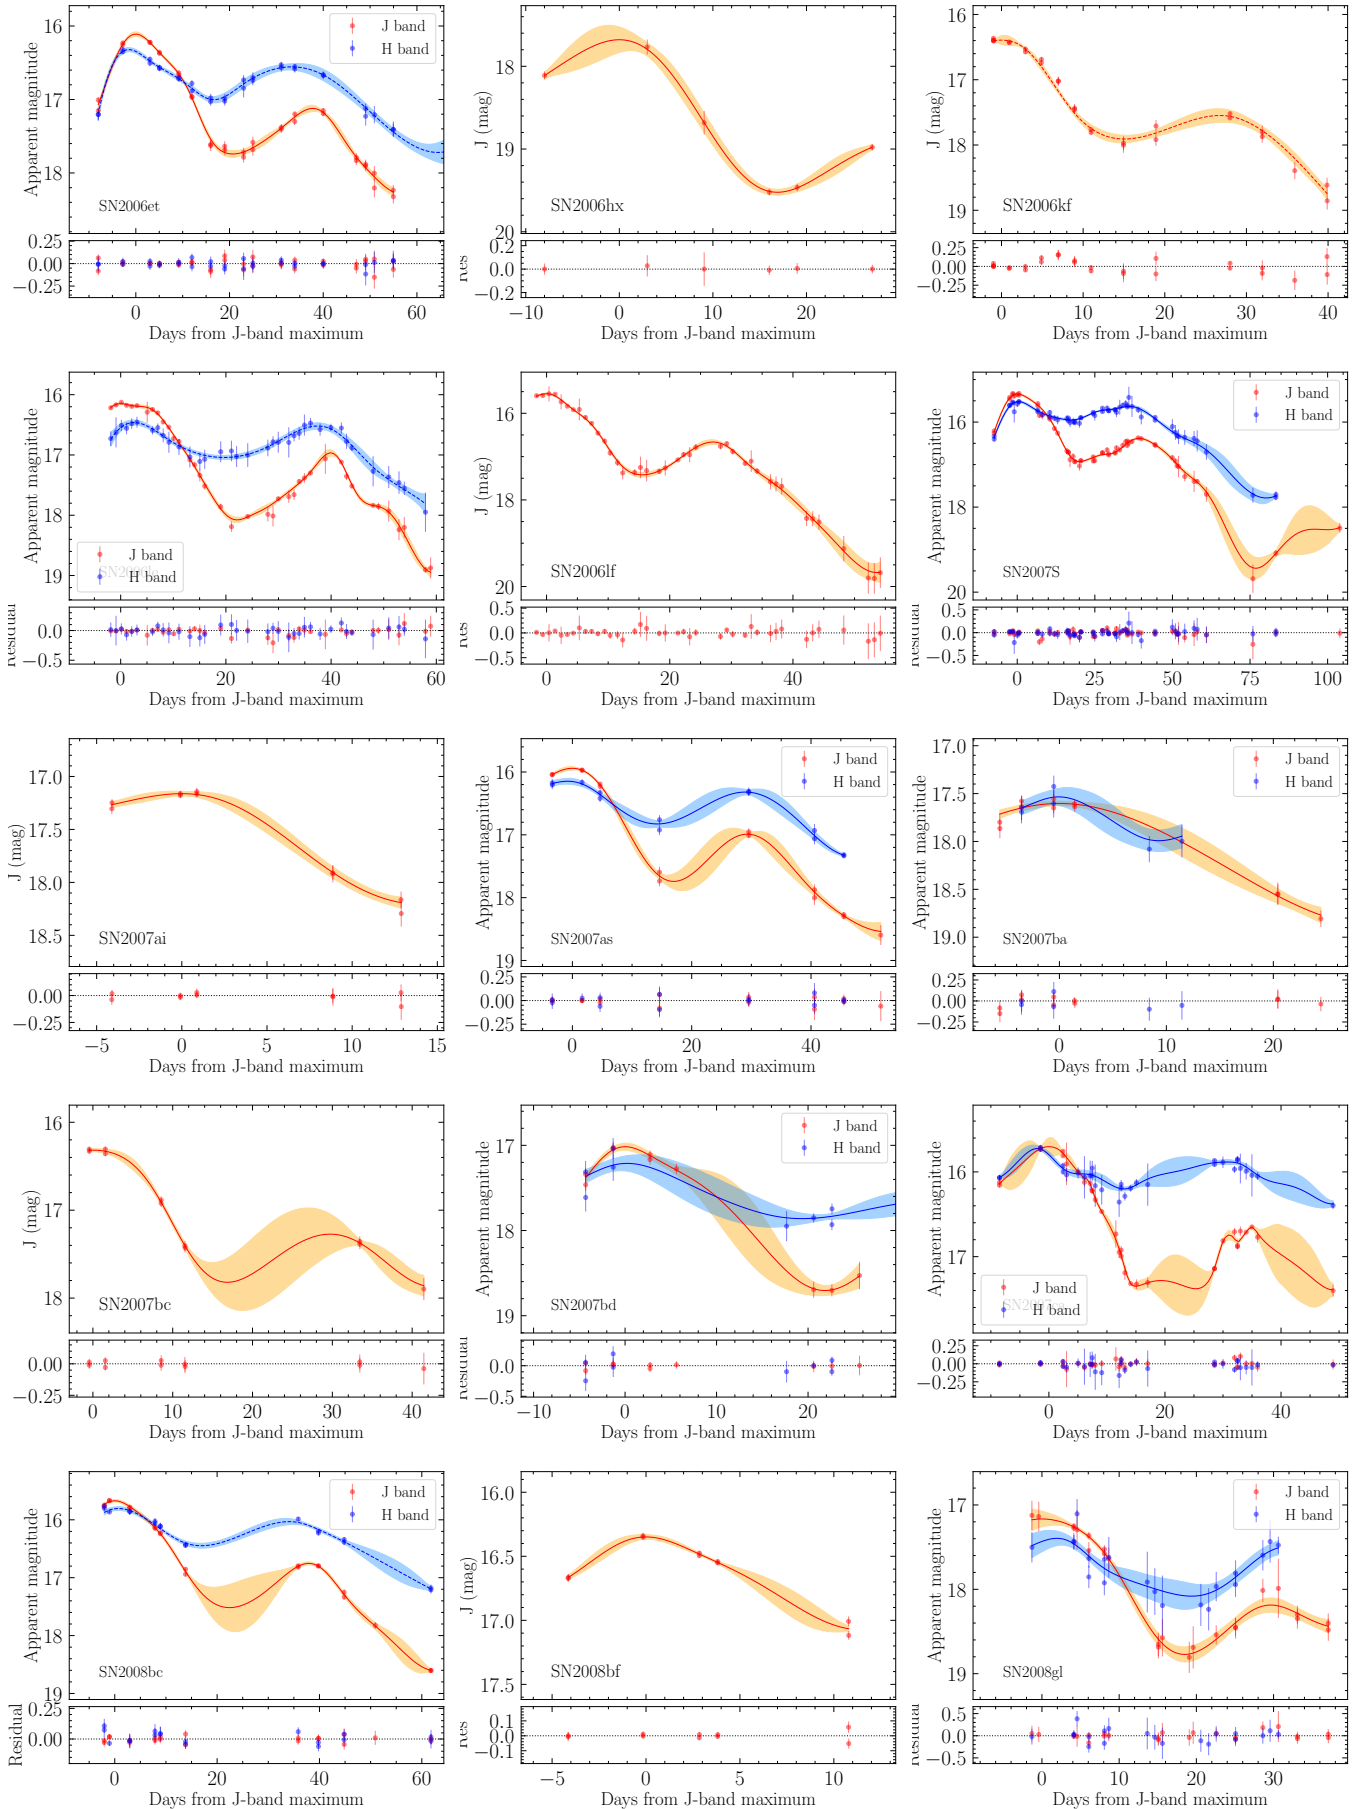 16
17
18
Apparent magnitude
J band
H band
SN2006et
0.25
0.00
−0.25
0
20
40
60
Days from J-band maximum
18
19
20
J (mag)
SN2006hx
0.2
0.0
−0.2
−10
0
10
20
Days from J-band maximum
16
17
18
19
J (mag)
SN2006kf
0.25
0.00
−0.25
0
10
20
30
40
Days from J-band maximum
16
17
18
19
Apparent magnitude
J band
H band
0.0
−0.5
Residual
0
20
40
60
Days from J-band maximum
16
18
20
J (mag)
SN2006lf
0.5
0.0
−0.5
0
20
40
Days from J-band maximum
16
18
20
Apparent magnitude
J band
H band
SN2007S
0.5
0.0
−0.5
Residual
0
25
50
75
100
Days from J-band maximum
17.0
17.5
18.0
18.5
J (mag)
SN2007ai
0.00
−0.25
−5
0
5
10
15
Days from J-band maximum
16
17
18
19
Apparent magnitude
J band
H band
SN2007as
0.25
0.00
−0.25
0
20
40
Days from J-band maximum
17.0
17.5
18.0
18.5
19.0
Apparent magnitude
J band
H band
SN2007ba
0.25
0.00
−0.25
0
10
20
Days from J-band maximum
16
17
18
J (mag)
SN2007bc
0.00
−0.25
0
10
20
30
40
Days from J-band maximum
17
18
19
Apparent magnitude
J band
H band
SN2007bd
0.0
−0.5
Residual
−10
0
10
20
Days from J-band maximum
16
17
Apparent magnitude
J band
H band
0.25
0.00
−0.25
0
20
40
Days from J-band maximum
16
17
18
19
Apparent magnitude
J band
H band
SN2008bc
0.25
0.00
Residual
0
20
40
60
Days from J-band maximum
16.0
16.5
17.0
17.5
J (mag)
SN2008bf
0.1
0.0
−0.1
−5
0
5
10
Days from J-band maximum
17
18
19
Apparent magnitude
J band
H band
SN2008gl
0.5
0.0
−0.5
Residual
0
10
20
30
Days from J-band maximum